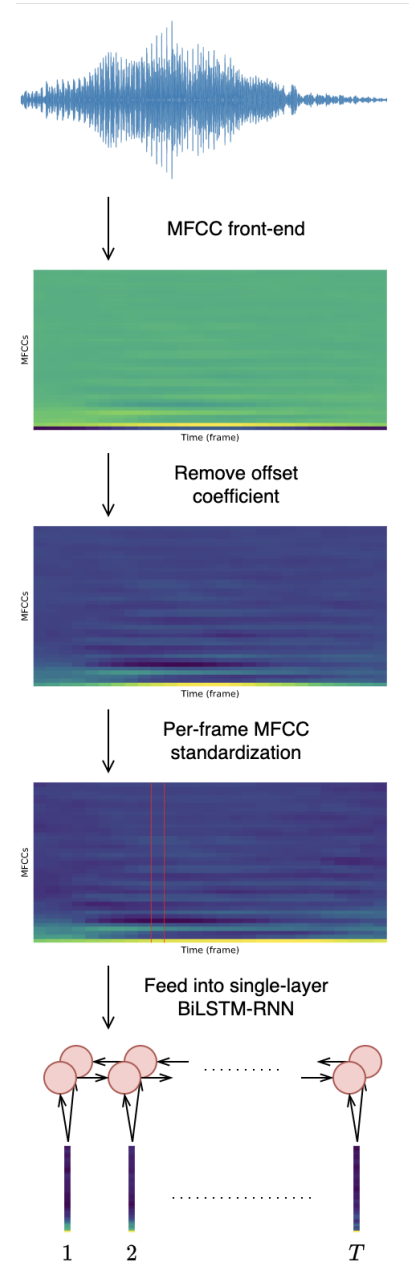 MFCC front-end
MFCCs
Time (frame)
Remove offset
coefficient
MFCCs
Time (frame)
Per-frame MFCC
standardization
MFCCs
Time (frame)
Feed into single-layer
BiLSTM-RNN
..........
..................
1 2 T